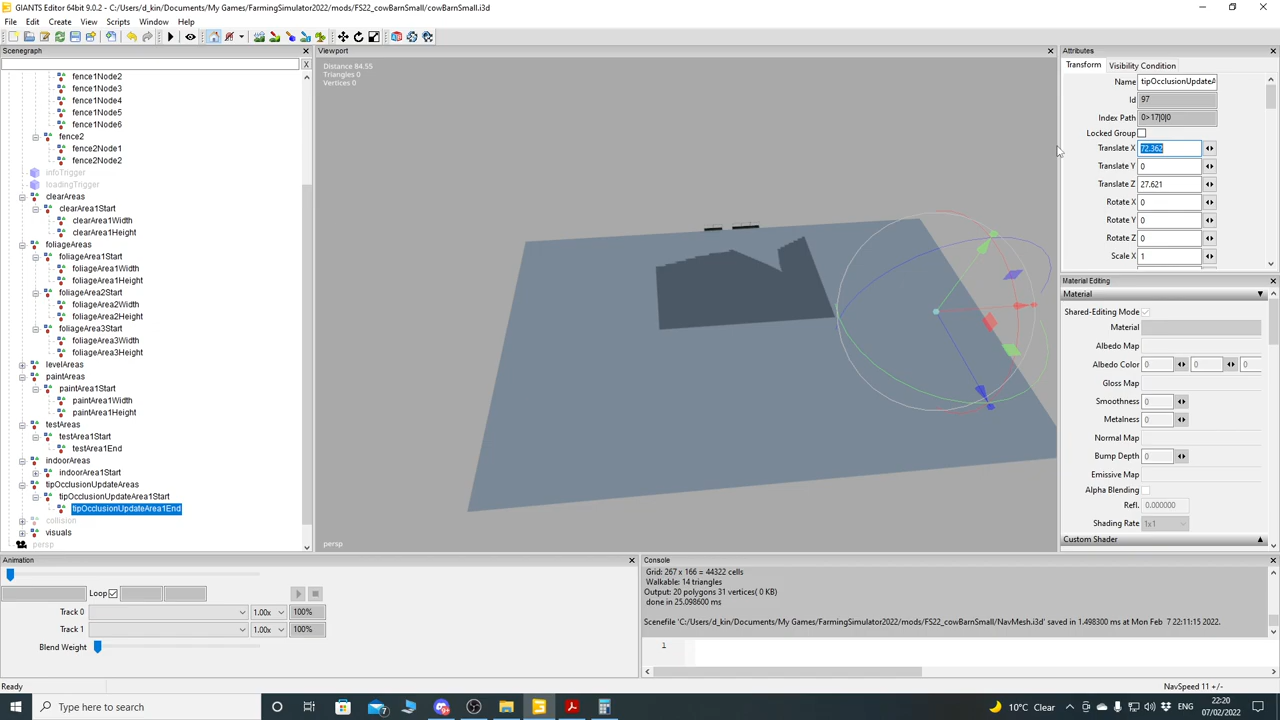 GIANTS Editor 64bit 9.0.2 - C:/Users/d_kin/Documents/My Games/FarmingSimulator2022/mods/FS22_cowBarnSmall/cowBarnSmall.i3d
File Edit Create View Scripts Window Help
Scenegraph
X
fence1Node2
fence1Node3
fence1Node4
fence1Node5
fence1Node6
fence2
fence2Node1
fence2Node2
infoTrigger
loadingTrigger
clearAreas
clearArea1Start
clearArea1Width
clearArea1Height
foliageAreas
foliageArea1Start
foliageArea1Width
foliageArea1Height
foliageArea2Start
foliageArea2Width
foliageArea2Height
foliageArea3Start
foliageArea3Width
foliageArea3Height
levelAreas
paintAreas
paintArea1Start
paintArea1Width
paintArea1Height
testAreas
testArea1Start
testArea1End
indoorAreas
indoorArea1Start
tipOcclusionUpdateAreas
tipOcclusionUpdateArea1Start
tipOcclusionUpdateArea1End
collision
visuals
persp
Viewport
Distance 84.55
Triangles 0
Vertices 0
persp
Attributes
Transform Visibility Condition
Name tipOcclusionUpdateA
Id 97
Index Path 0>17|0|0
Locked Group
Translate X 72.362
Translate Y 0
Translate Z 27.621
Rotate X 0
Rotate Y 0
Rotate Z 0
Scale X 1
Material Editing
Material
Shared-Editing Mode
Material
Albedo Map
Albedo Color 0 0 0
Gloss Map
Smoothness 0
Metalness 0
Normal Map
Bump Depth 0
Emissive Map
Alpha Blending
Refl. 0.000000
Shading Rate 1x1
Custom Shader
Animation
Loop
Track 0 1.00x 100%
Track 1 1.00x 100%
Blend Weight
Console
Grid: 267 x 166 = 44322 cells
Walkable: 14 triangles
Output: 20 polygons 31 vertices( 0 KB)
done in 25.098600 ms
Scenefile 'C:/Users/d_kin/Documents/My Games/FarmingSimulator2022/mods/FS22_cowBarnSmall/NavMesh.i3d' saved in 1.498300 ms at Mon Feb 7 22:11:15 2022.
1
Ready
NavSpeed 11 +/-
Type here to search
10°C Clear
ENG
22:20
07/02/2022